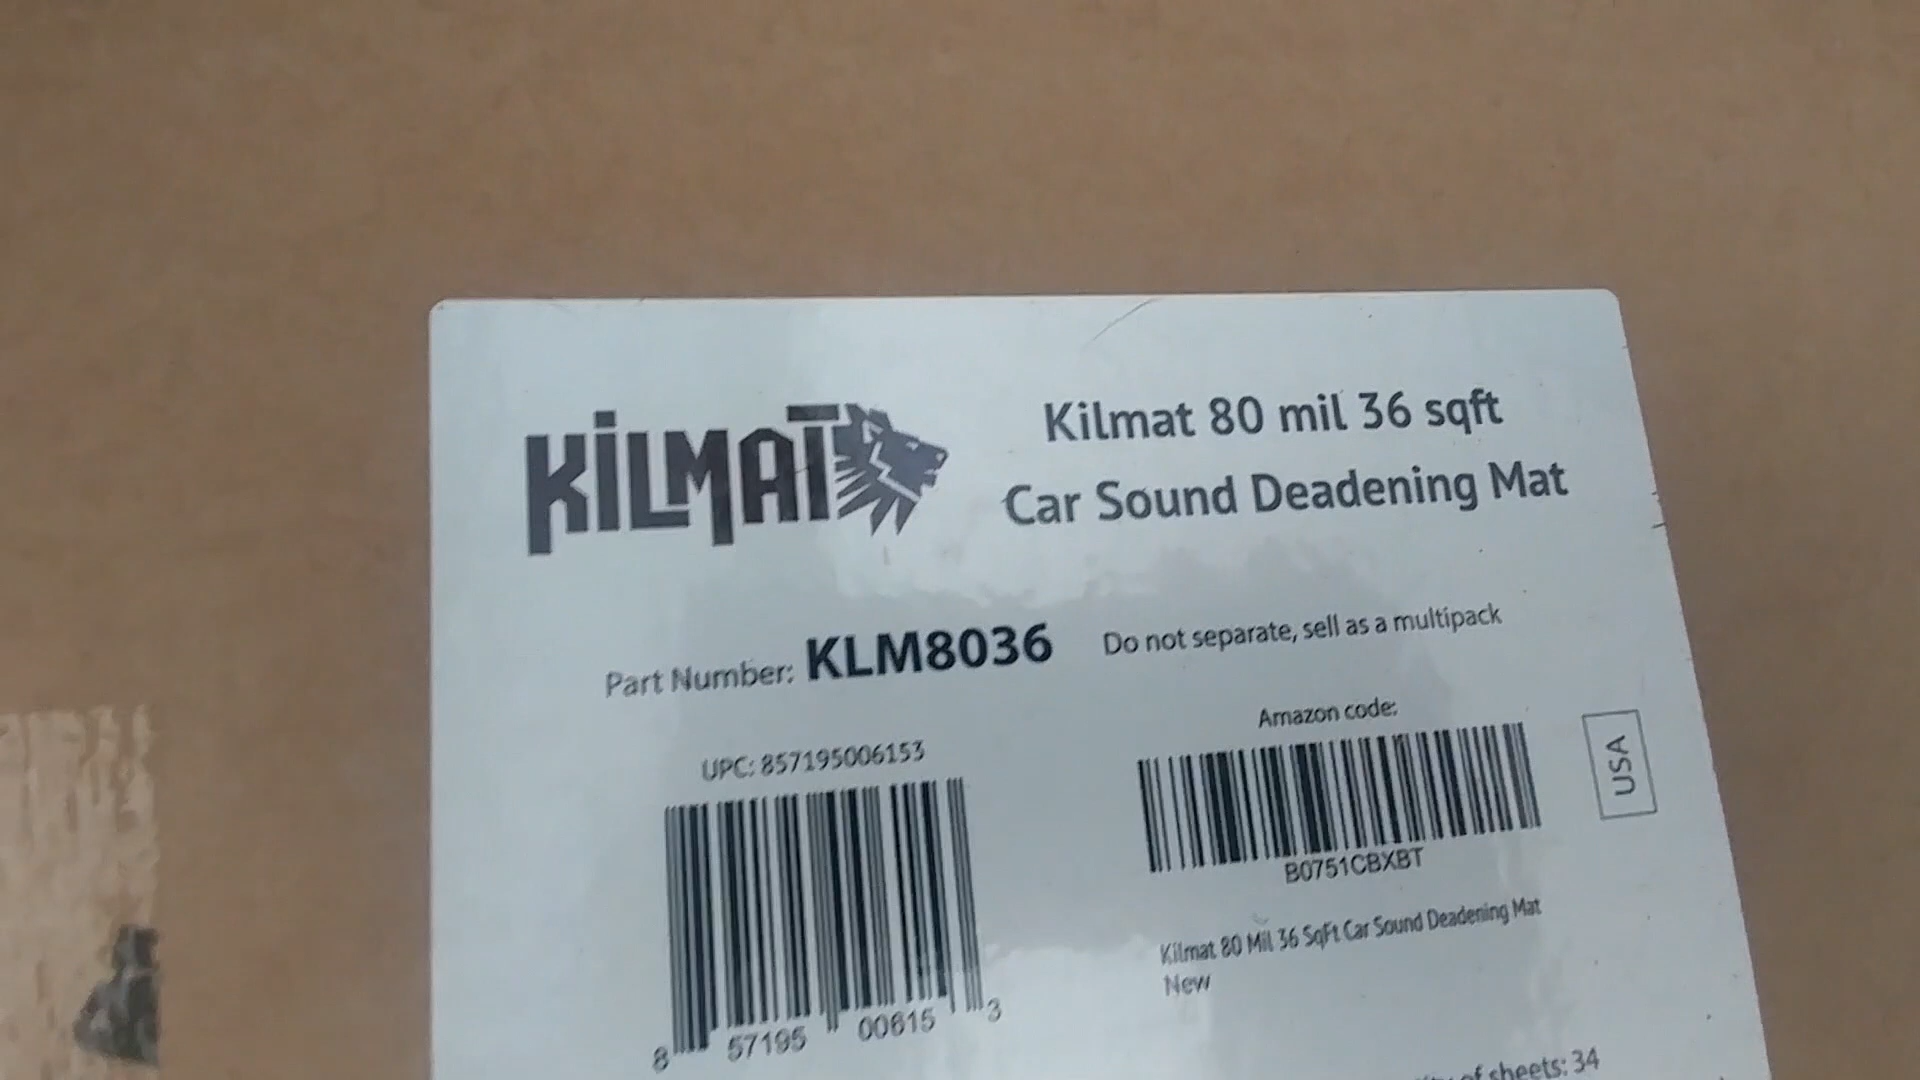 KILMAT
Kilmat 80 mil 36 sqft
Car Sound Deadening Mat
Part Number: KLM8036
Do not separate, sell as a multipack
UPC: 857195006153
8 57195 00615 3
Amazon code:
B0751CBXBT
USA
Kilmat 80 Mil 36 SqFt Car Sound Deadening Mat
New
of sheets: 34